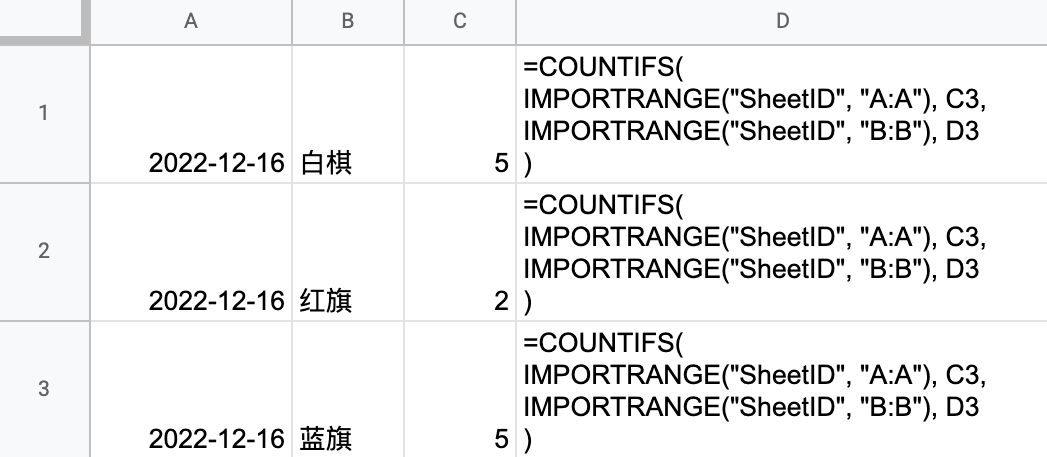 A B C D
1
=COUNTIFS(
IMPORTRANGE("SheetID", "A:A"), C3,
IMPORTRANGE("SheetID", "B:B"), D3
2022-12-16 白棋 5 )
2
=COUNTIFS(
IMPORTRANGE("SheetID", "A:A"), C3,
IMPORTRANGE("SheetID", "B:B"), D3
2022-12-16 红旗 2 )
3
=COUNTIFS(
IMPORTRANGE("SheetID", "A:A"), C3,
IMPORTRANGE("SheetID", "B:B"), D3
2022-12-16 蓝旗 5 )